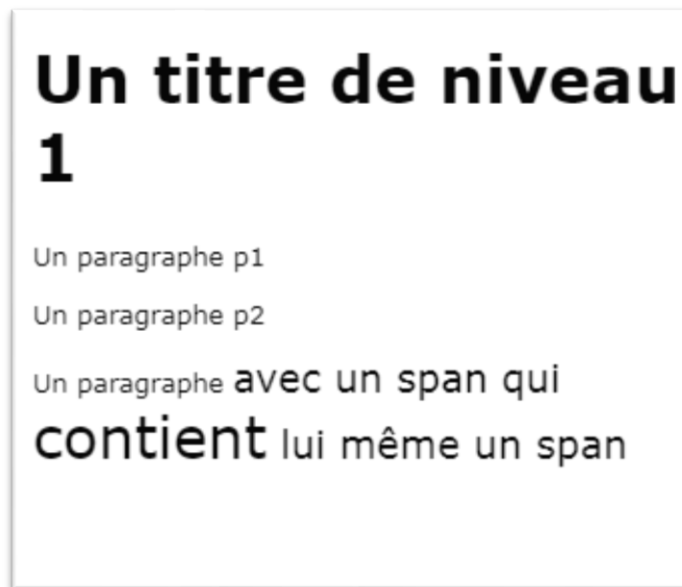 Un titre de niveau
1
Un paragraphe p1
Un paragraphe p2
Un paragraphe avec un span qui
contient lui même un span